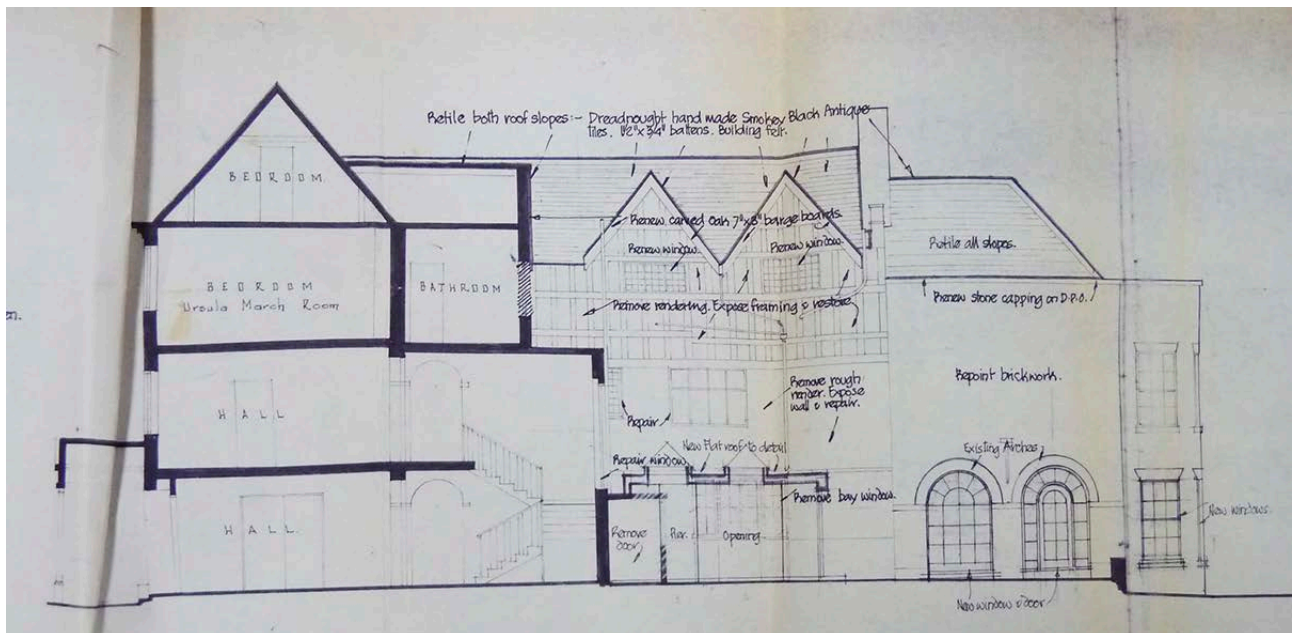 Retile both roof slopes:- Dreadnought hand made Smokey Black Antique
tiles. 1½"x3/4" battens. Building felt.
BEDROOM
Renew carved oak 7"x3" barge boards.
Renew window.
Renew window.
Retile all slopes.
BEDROOM
Ursula March Room
BATHROOM
en.
Remove rendering. Expose framing & restore
Renew stone capping on D.P.C.
Remove rough
render. Expose
wall & repair.
Repoint brickwork.
HALL
Repair
New Flat roof to detail
Existing Arches
Repair window
Remove bay window.
HALL
Remove
door
Pier.
Opening
New windows.
New window & door